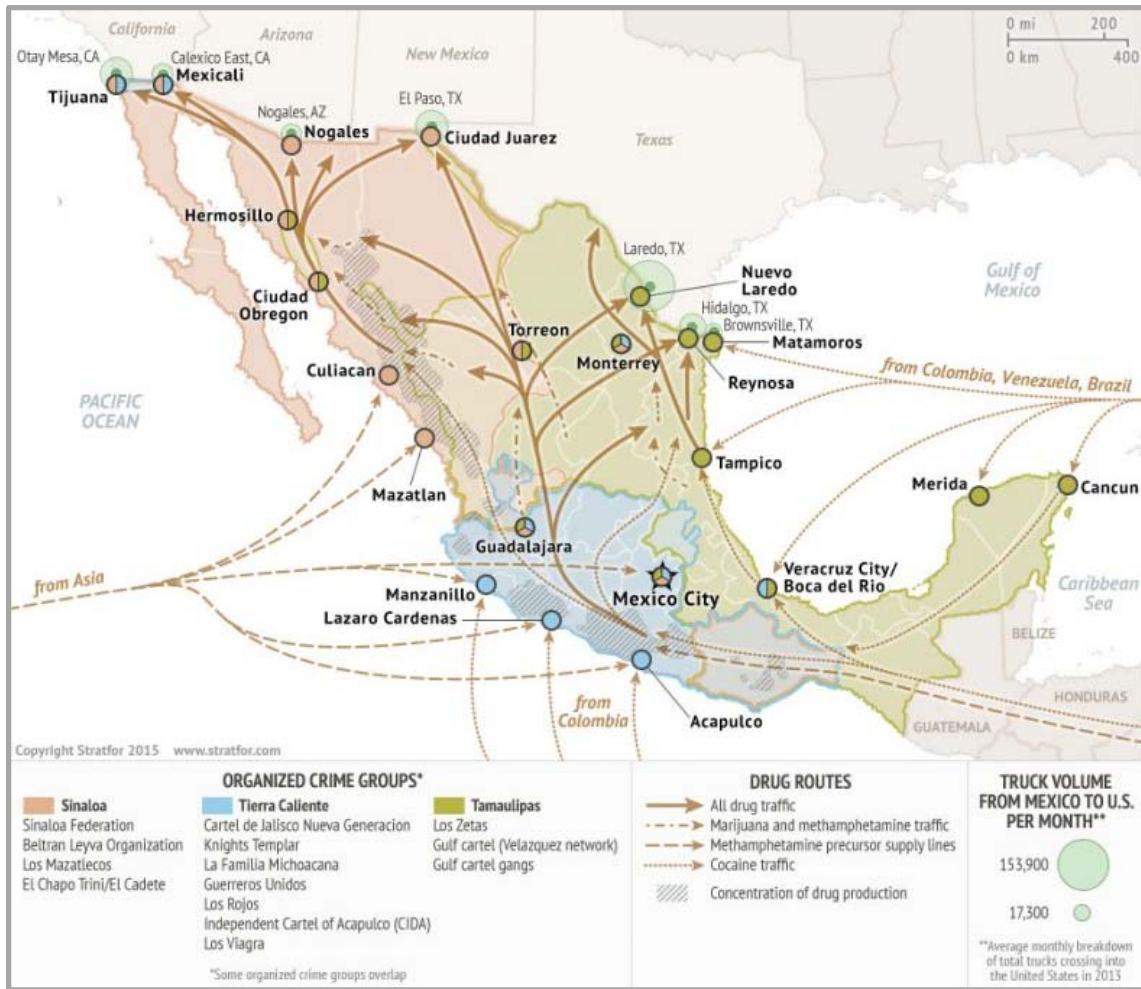 California
Arizona
New Mexico
Texas
0 mi 200
0 km 400
Otay Mesa, CA
Calexico East, CA
Mexicali
Tijuana
Nogales, AZ
Nogales
El Paso, TX
Ciudad Juarez
Hermosillo
Ciudad
Obregon
Laredo, TX
Nuevo
Laredo
Hidalgo, TX
Brownsville, TX
Matamoros
Reynosa
Gulf of
Mexico
Torreon
Monterrey
Culiacan
PACIFIC
OCEAN
from Colombia, Venezuela, Brazil
Mazatlan
Tampico
Merida
Cancun
Guadalajara
from Asia
Manzanillo
Mexico City
Veracruz City/
Boca del Rio
Caribbean
Sea
Lazaro Cardenas
BELIZE
from
Colombia
Acapulco
HONDURAS
GUATEMALA
Copyright Stratfor 2015 www.stratfor.com
ORGANIZED CRIME GROUPS*
Sinaloa
Sinaloa Federation
Beltran Leyva Organization
Los Mazatlecos
El Chapo Trini/El Cadete
Tierra Caliente
Cartel de Jalisco Nueva Generacion
Knights Templar
La Familia Michoacana
Guerreros Unidos
Los Rojos
Independent Cartel of Acapulco (CIDA)
Los Viagra
Tamaulipas
Los Zetas
Gulf cartel (Velazquez network)
Gulf cartel gangs
*Some organized crime groups overlap
DRUG ROUTES
All drug traffic
Marijuana and methamphetamine traffic
Methamphetamine precursor supply lines
Cocaine traffic
Concentration of drug production
TRUCK VOLUME
FROM MEXICO TO U.S.
PER MONTH**
153,900
17,300
**Average monthly breakdown
of total trucks crossing into
the United States in 2013